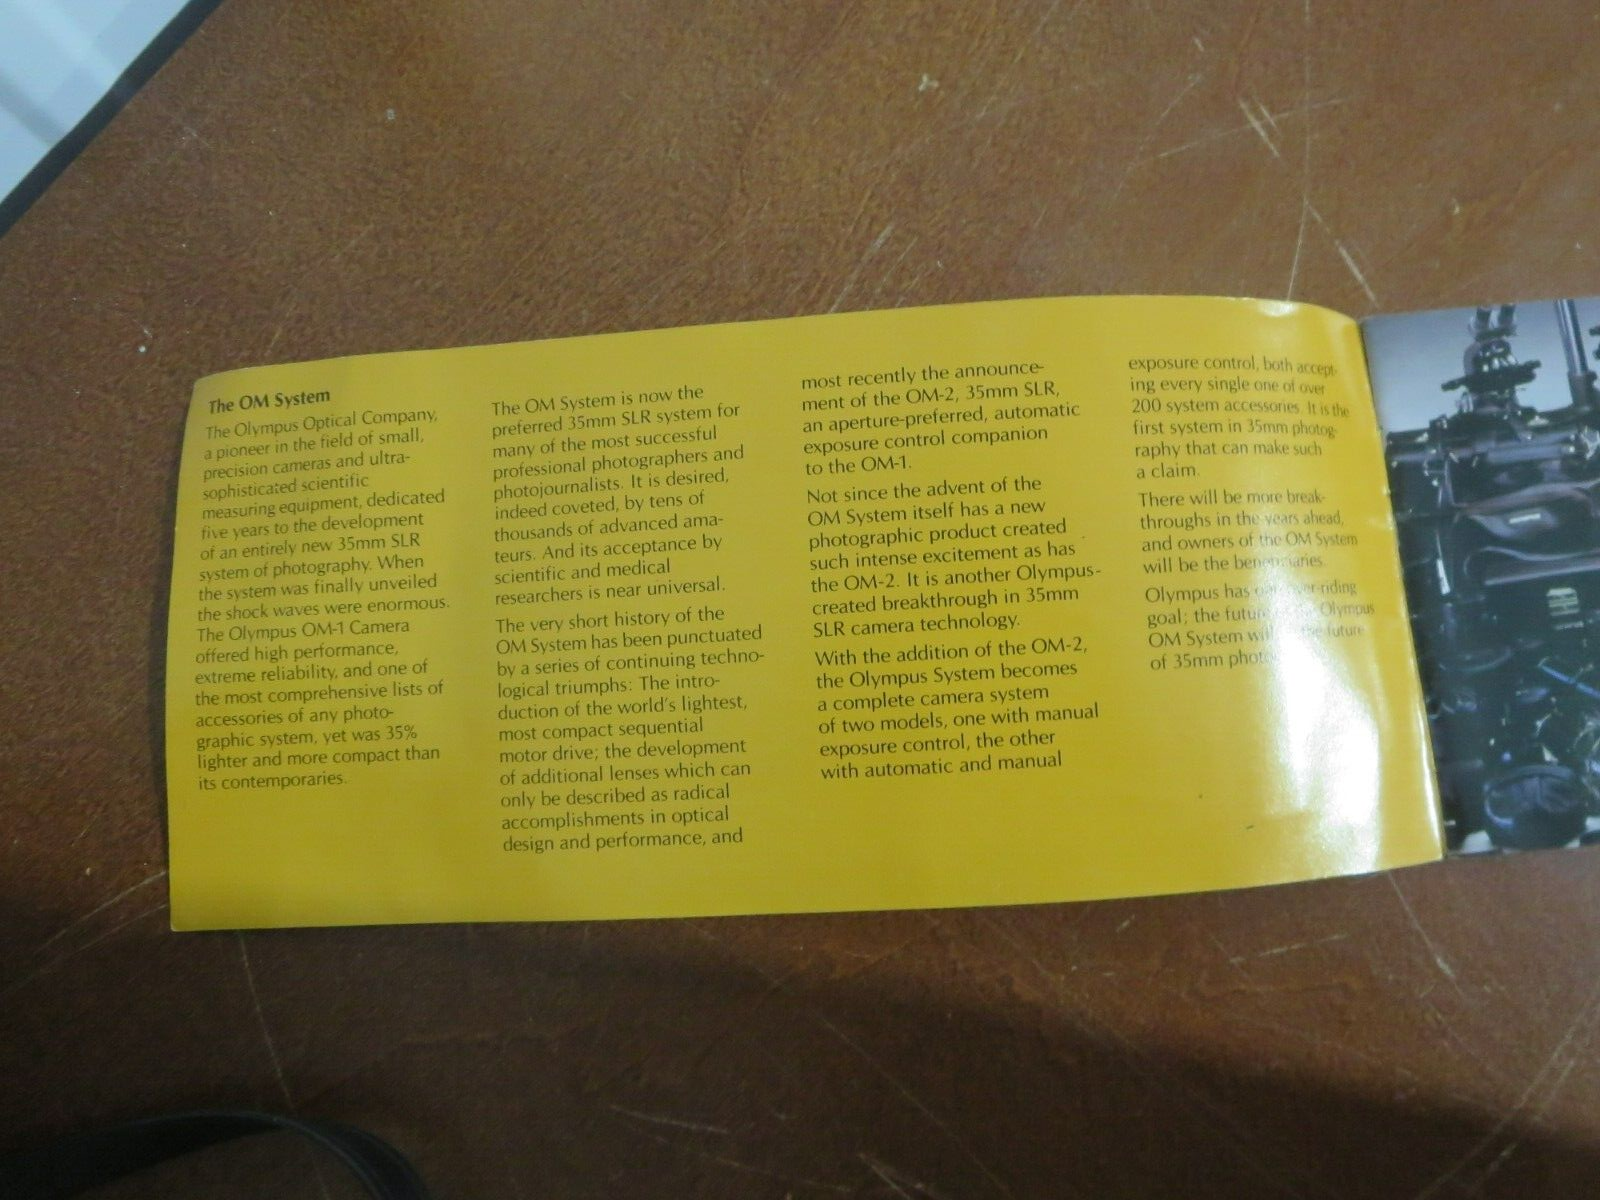 The OM System
The Olympus Optical Company,
a pioneer in the field of small,
precision cameras and ultra-
sophisticated scientific
measuring equipment, dedicated
five years to the development
of an entirely new 35mm SLR
system of photography. When
the system was finally unveiled
the shock waves were enormous.
The Olympus OM-1 Camera
offered high performance,
extreme reliability, and one of
the most comprehensive lists of
accessories of any photo-
graphic system, yet was 35%
lighter and more compact than
its contemporaries.
The OM System is now the
preferred 35mm SLR system for
many of the most successful
professional photographers and
photojournalists. It is desired,
indeed coveted, by tens of
thousands of advanced ama-
teurs. And its acceptance by
scientific and medical
researchers is near universal.
The very short history of the
OM System has been punctuated
by a series of continuing techno-
logical triumphs: The intro-
duction of the world's lightest,
most compact sequential
motor drive; the development
of additional lenses which can
only be described as radical
accomplishments in optical
design and performance, and
most recently the announce-
ment of the OM-2, 35mm SLR,
an aperture-preferred, automatic
exposure control companion
to the OM-1.
Not since the advent of the
OM System itself has a new
photographic product created
such intense excitement as has
the OM-2. It is another Olympus-
created breakthrough in 35mm
SLR camera technology.
With the addition of the OM-2,
the Olympus System becomes
a complete camera system
of two models, one with manual
exposure control, the other
with automatic and manual
exposure control, both accept-
ing every single one of over
200 system accessories. It is the
first system in 35mm photog-
raphy that can make such
a claim.
There will be more break-
throughs in the years ahead,
and owners of the OM System
will be the beneficiaries.
Olympus has over-riding
goal; the Olympus
OM System future
of 35mm